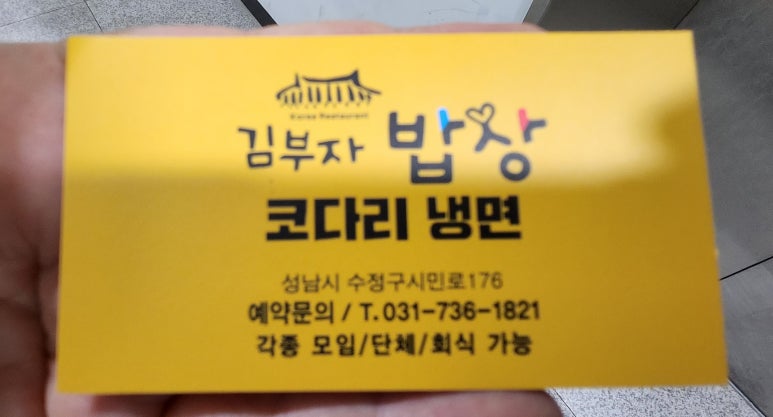 Korea Restaurant
김부자 밥상
코다리 냉면
성남시 수정구시민로176
예약문의 / T. 031-736-1821
각종 모임/단체/회식 가능